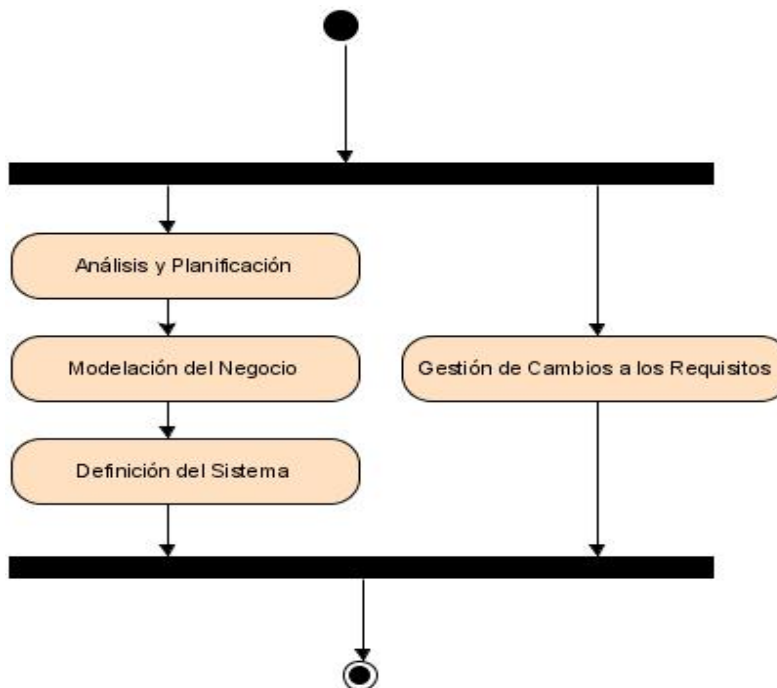 Análisis y Planificación
Modelación del Negocio
Gestión de Cambios a los Requisitos
Definición del Sistema